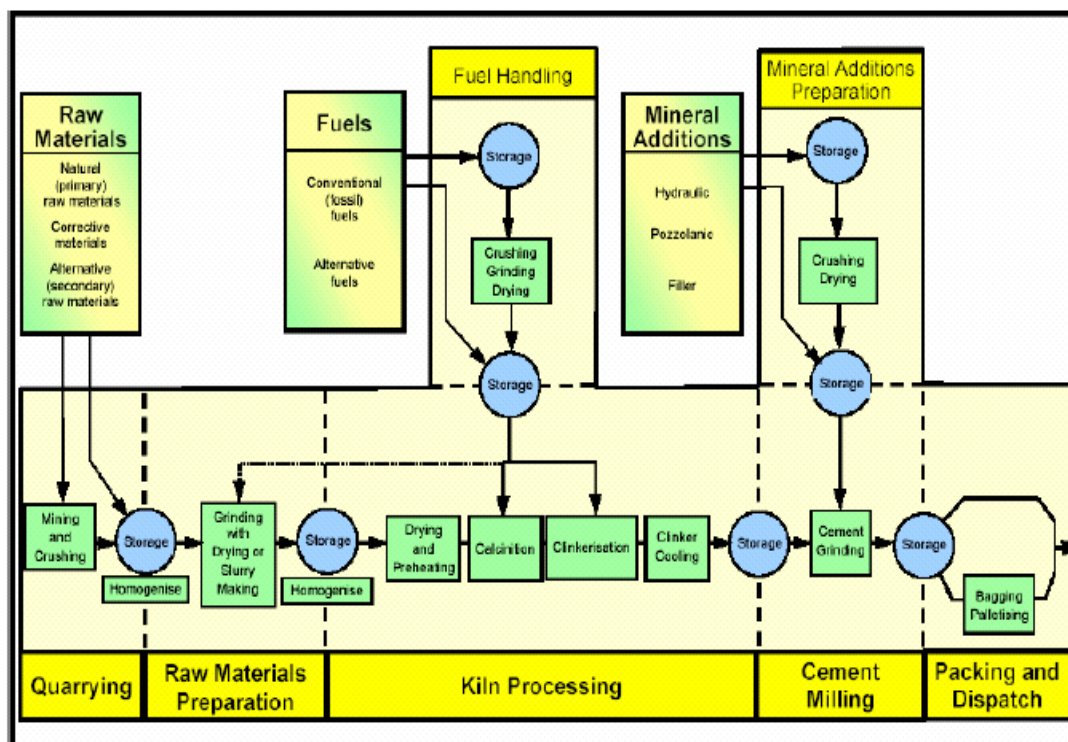 Fuel Handling
Mineral Additions
Preparation
Raw
Materials
Natural
(primary)
raw materials
Corrective
materials
Alternative
(secondary)
raw materials
Fuels
Conventional
(fossil)
fuels
Alternative
fuels
Storage
Crushing
Grinding
Drying
Storage
Mineral
Additions
Hydraulic
Pozzolanic
Filler
Storage
Crushing
Drying
Storage
Mining
and
Crushing
Storage
Homogenise
Grinding
with
Drying or
Slurry
Making
Storage
Homogenise
Drying
and
Preheating
Calcinition
Clinkerisation
Clinker
Cooling
Storage
Cement
Grinding
Storage
Bagging
Palletising
Quarrying
Raw Materials
Preparation
Kiln Processing
Cement
Milling
Packing and
Dispatch